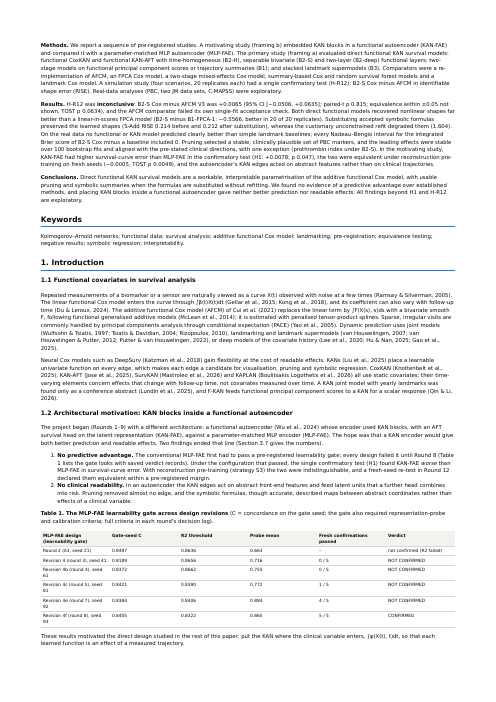 Methods. We report a sequence of pre-registered studies. A motivating study (framing b) embedded KAN blocks in a functional autoencoder (KAN-FAE)
and compared it with a parameter-matched MLP autoencoder (MLP-FAE). The primary study (framing a) evaluated direct functional KAN survival models:
functional CoxKAN and functional KAN-AFT with time-homogeneous (B2-H), separable bivariate (B2-S) and two-layer (B2-deep) functional layers; two-
stage models on functional principal component scores or trajectory summaries (B1); and stacked landmark supermodels (B3). Comparators were a re-
implementation of AFCM, an FPCA Cox model, a two-stage mixed-effects Cox model, summary-based Cox and random survival forest models and a
landmark Cox model. A simulation study (four scenarios, 20 replicates each) had a single confirmatory test (H-R12): B2-S Cox minus AFCM in identifiable
shape error (RISE). Real-data analyses (PBC, two JM data sets, C-MAPSS) were exploratory.
Results. H-R12 was inconclusive: B2-S Cox minus AFCM V3 was +0.0065 (95% CI [−0.0506, +0.0635]; paired-t p 0.815; equivalence within ±0.05 not
shown, TOST p 0.0634), and the AFCM comparator failed its own single-fit acceptance check. Both direct functional models recovered nonlinear shapes far
better than a linear-in-scores FPCA model (B2-S minus B1-FPCA-1: −0.5566, better in 20 of 20 replicates). Substituting accepted symbolic formulas
preserved the learned shapes (S-Add RISE 0.214 before and 0.212 after substitution), whereas the customary unconstrained refit degraded them (1.604).
On the real data no functional or KAN model predicted clearly better than simple landmark baselines; every Nadeau-Bengio interval for the integrated
Brier score of B2-S Cox minus a baseline included 0. Pruning selected a stable, clinically plausible set of PBC markers, and the leading effects were stable
over 100 bootstrap fits and aligned with the pre-stated clinical directions, with one exception (prothrombin index under B2-S). In the motivating study,
KAN-FAE had higher survival-curve error than MLP-FAE in the confirmatory test (H1: +0.0078, p 0.047), the two were equivalent under reconstruction pre-
training on fresh seeds (−0.0005, TOST p 0.0049), and the autoencoder's KAN edges acted on abstract features rather than on clinical trajectories.
Conclusions. Direct functional KAN survival models are a workable, interpretable parametrisation of the additive functional Cox model, with usable
pruning and symbolic summaries when the formulas are substituted without refitting. We found no evidence of a predictive advantage over established
methods, and placing KAN blocks inside a functional autoencoder gave neither better prediction nor readable effects. All findings beyond H1 and H-R12
are exploratory.
Keywords
Kolmogorov–Arnold networks; functional data; survival analysis; additive functional Cox model; landmarking; pre-registration; equivalence testing;
negative results; symbolic regression; interpretability.
1. Introduction
1.1 Functional covariates in survival analysis
Repeated measurements of a biomarker or a sensor are naturally viewed as a curve X(t) observed with noise at a few times (Ramsay & Silverman, 2005).
The linear functional Cox model enters the curve through ∫β(t)X(t)dt (Gellar et al., 2015; Kong et al., 2018), and its coefficient can also vary with follow-up
time (Du & Leroux, 2024). The additive functional Cox model (AFCM) of Cui et al. (2021) replaces the linear term by ∫F(X(s), s)ds with a bivariate smooth
F, following functional generalised additive models (McLean et al., 2014); it is estimated with penalised tensor-product splines. Sparse, irregular visits are
commonly handled by principal components analysis through conditional expectation (PACE) (Yao et al., 2005). Dynamic prediction uses joint models
(Wulfsohn & Tsiatis, 1997; Tsiatis & Davidian, 2004; Rizopoulos, 2010), landmarking and landmark supermodels (van Houwelingen, 2007; van
Houwelingen & Putter, 2012; Putter & van Houwelingen, 2022), or deep models of the covariate history (Lee et al., 2020; Hu & Nan, 2025; Gao et al.,
2025).
Neural Cox models such as DeepSurv (Katzman et al., 2018) gain flexibility at the cost of readable effects. KANs (Liu et al., 2025) place a learnable
univariate function on every edge, which makes each edge a candidate for visualisation, pruning and symbolic regression. CoxKAN (Knottenbelt et al.,
2025), KAN-AFT (Jose et al., 2025), SurvKAN (Mastroleo et al., 2026) and KAPLAN (Boulitsakis Logothetis et al., 2026) all use static covariates; their time-
varying elements concern effects that change with follow-up time, not covariates measured over time. A KAN joint model with yearly landmarks was
found only as a conference abstract (Lundin et al., 2025), and F-KAN feeds functional principal component scores to a KAN for a scalar response (Qin & Li,
2026).
1.2 Architectural motivation: KAN blocks inside a functional autoencoder
The project began (Rounds 1–9) with a different architecture: a functional autoencoder (Wu et al., 2024) whose encoder used KAN blocks, with an AFT
survival head on the latent representation (KAN-FAE), against a parameter-matched MLP encoder (MLP-FAE). The hope was that a KAN encoder would give
both better prediction and readable effects. Two findings ended that line (Section 3.7 gives the numbers).
1. No predictive advantage. The conventional MLP-FAE first had to pass a pre-registered learnability gate; every design failed it until Round 8 (Table
1 lists the gate looks with saved verdict records). Under the configuration that passed, the single confirmatory test (H1) found KAN-FAE worse than
MLP-FAE in survival-curve error. With reconstruction pre-training (strategy S3) the two were indistinguishable, and a fresh-seed re-test in Round 12
declared them equivalent within a pre-registered margin.
2. No clinical readability. In an autoencoder the KAN edges act on abstract front-end features and feed latent units that a further head combines
into risk. Pruning removed almost no edge, and the symbolic formulas, though accurate, described maps between abstract coordinates rather than
effects of a clinical variable.
Table 1. The MLP-FAE learnability gate across design revisions (C = concordance on the gate seed; the gate also required representation-probe
and calibration criteria; full criteria in each round's decision log).
MLP-FAE design (learnability gate) Gate-seed C R2 threshold Probe mean Fresh confirmations passed Verdict
Round 2 (A3, seed 21) 0.8497 0.8636 0.663 – not confirmed (R2 failed)
Revision 4 (round 3), seed 41 0.8189 0.8656 0.716 0 / 5 NOT CONFIRMED
Revision 4b (round 4), seed 61 0.8372 0.8662 0.755 0 / 5 NOT CONFIRMED
Revision 4c (round 5), seed 81 0.8421 0.8390 0.772 1 / 5 NOT CONFIRMED
Revision 4e (round 7), seed 92 0.8384 0.8406 0.884 4 / 5 NOT CONFIRMED
Revision 4f (round 8), seed 93 0.8405 0.8322 0.865 5 / 5 CONFIRMED
These results motivated the direct design studied in the rest of this paper: put the KAN where the clinical variable enters, ∫φ(X(t), t)dt, so that each
learned function is an effect of a measured trajectory.